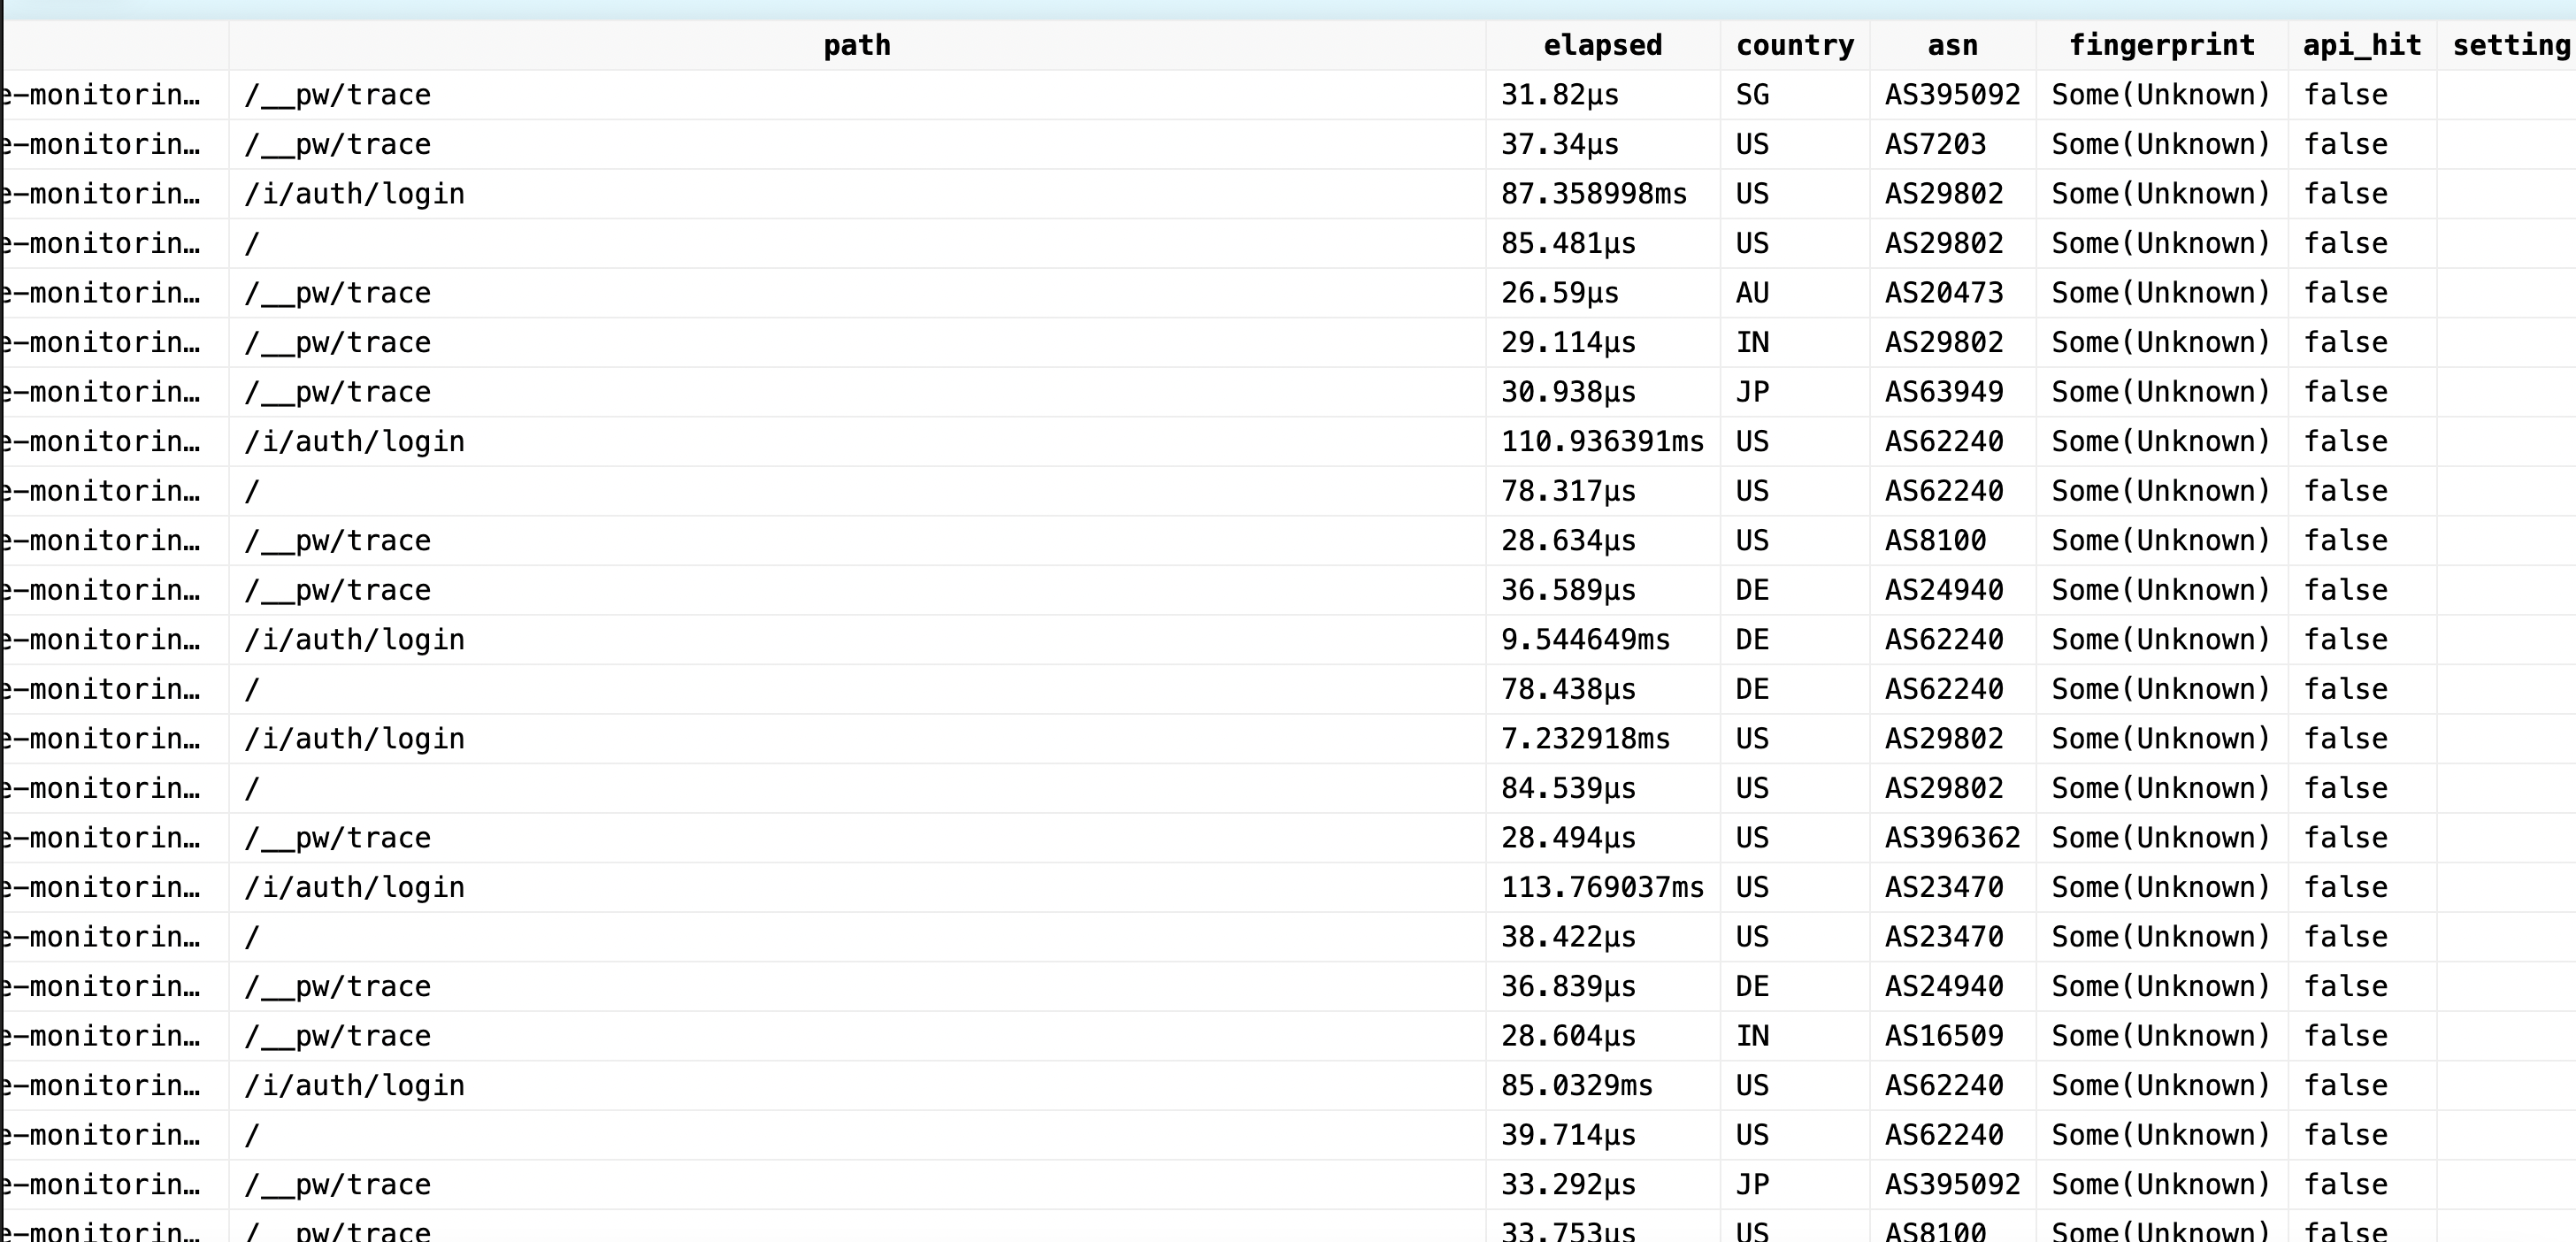 path elapsed country asn fingerprint api_hit setting
e-monitorin… /__pw/trace 31.82µs SG AS395092 Some(Unknown) false
e-monitorin… /__pw/trace 37.34µs US AS7203 Some(Unknown) false
e-monitorin… /i/auth/login 87.358998ms US AS29802 Some(Unknown) false
e-monitorin… / 85.481µs US AS29802 Some(Unknown) false
e-monitorin… /__pw/trace 26.59µs AU AS20473 Some(Unknown) false
e-monitorin… /__pw/trace 29.114µs IN AS29802 Some(Unknown) false
e-monitorin… /__pw/trace 30.938µs JP AS63949 Some(Unknown) false
e-monitorin… /i/auth/login 110.936391ms US AS62240 Some(Unknown) false
e-monitorin… / 78.317µs US AS62240 Some(Unknown) false
e-monitorin… /__pw/trace 28.634µs US AS8100 Some(Unknown) false
e-monitorin… /__pw/trace 36.589µs DE AS24940 Some(Unknown) false
e-monitorin… /i/auth/login 9.544649ms DE AS62240 Some(Unknown) false
e-monitorin… / 78.438µs DE AS62240 Some(Unknown) false
e-monitorin… /i/auth/login 7.232918ms US AS29802 Some(Unknown) false
e-monitorin… / 84.539µs US AS29802 Some(Unknown) false
e-monitorin… /__pw/trace 28.494µs US AS396362 Some(Unknown) false
e-monitorin… /i/auth/login 113.769037ms US AS23470 Some(Unknown) false
e-monitorin… / 38.422µs US AS23470 Some(Unknown) false
e-monitorin… /__pw/trace 36.839µs DE AS24940 Some(Unknown) false
e-monitorin… /__pw/trace 28.604µs IN AS16509 Some(Unknown) false
e-monitorin… /i/auth/login 85.0329ms US AS62240 Some(Unknown) false
e-monitorin… / 39.714µs US AS62240 Some(Unknown) false
e-monitorin… /__pw/trace 33.292µs JP AS395092 Some(Unknown) false
e-monitorin… /__pw/trace 33.753µs US AS8100 Some(Unknown) false